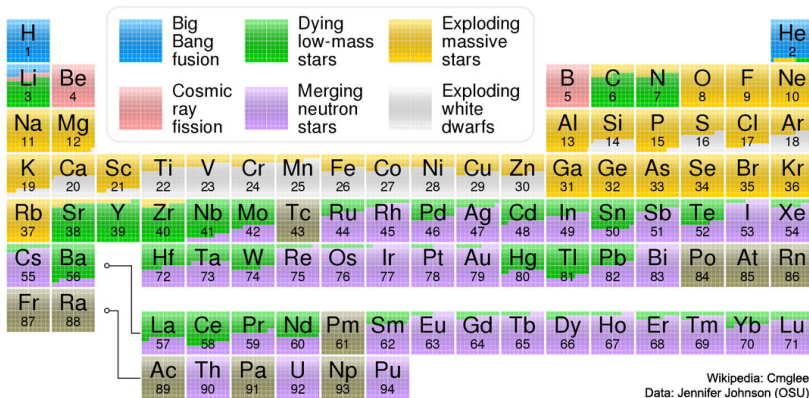 H
1
Big
Bang
fusion
Dying
low-mass
stars
Exploding
massive
stars
He
2
Li
3
Be
4
Cosmic
ray
fission
Merging
neutron
stars
Exploding
white
dwarfs
B
5
C
6
N
7
O
8
F
9
Ne
10
Na
11
Mg
12
Al
13
Si
14
P
15
S
16
Cl
17
Ar
18
K
19
Ca
20
Sc
21
Ti
22
V
23
Cr
24
Mn
25
Fe
26
Co
27
Ni
28
Cu
29
Zn
30
Ga
31
Ge
32
As
33
Se
34
Br
35
Kr
36
Rb
37
Sr
38
Y
39
Zr
40
Nb
41
Mo
42
Tc
43
Ru
44
Rh
45
Pd
46
Ag
47
Cd
48
In
49
Sn
50
Sb
51
Te
52
I
53
Xe
54
Cs
55
Ba
56
Hf
72
Ta
73
W
74
Re
75
Os
76
Ir
77
Pt
78
Au
79
Hg
80
Tl
81
Pb
82
Bi
83
Po
84
At
85
Rn
86
Fr
87
Ra
88
La
57
Ce
58
Pr
59
Nd
60
Pm
61
Sm
62
Eu
63
Gd
64
Tb
65
Dy
66
Ho
67
Er
68
Tm
69
Yb
70
Lu
71
Ac
89
Th
90
Pa
91
U
92
Np
93
Pu
94
Wikipedia: Cmglee
Data: Jennifer Johnson (OSU)